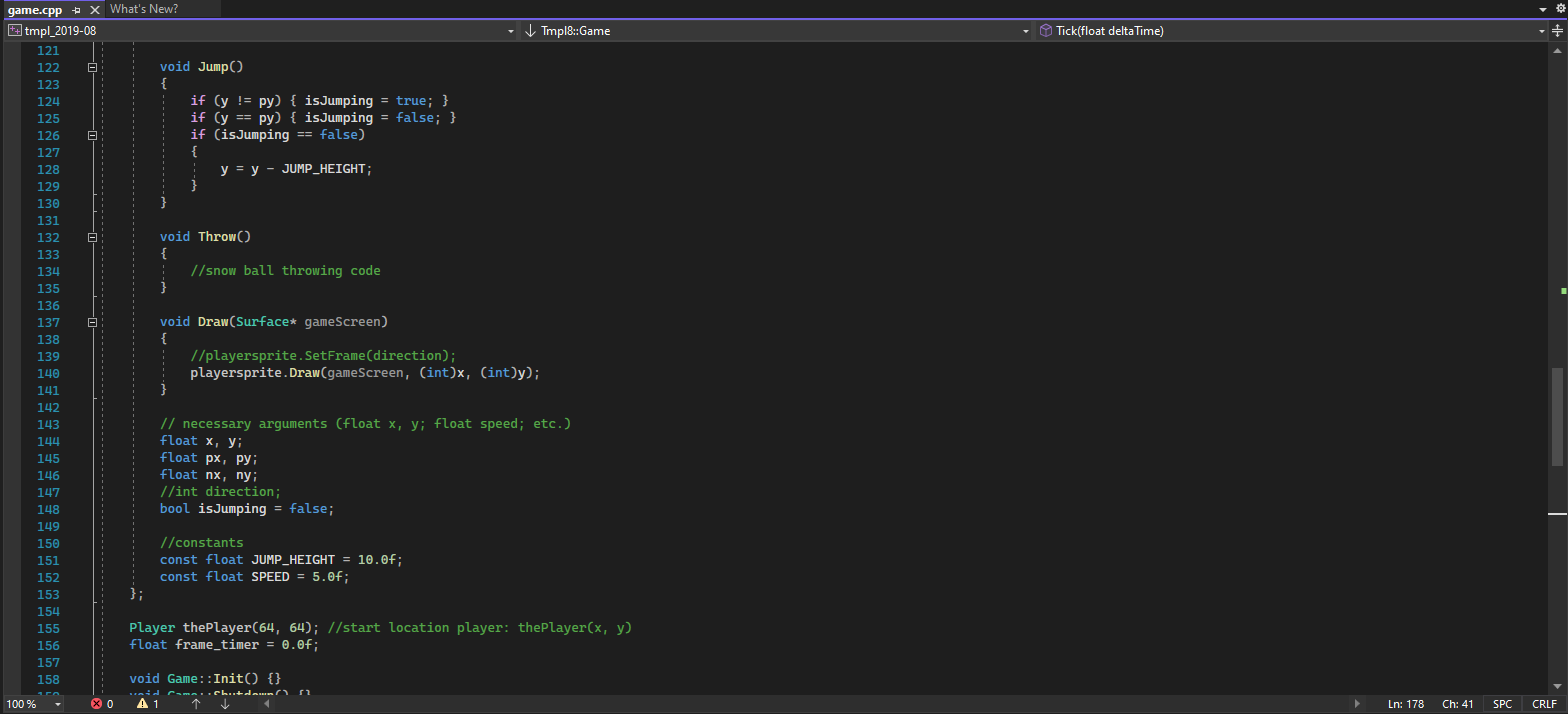 game.cpp What's New?
tmpl_2019-08 Tmpl8::Game Tick(float deltaTime)
121
122 void Jump()
123 {
124 if (y != py) { isJumping = true; }
125 if (y == py) { isJumping = false; }
126 if (isJumping == false)
127 {
128 y = y - JUMP_HEIGHT;
129 }
130 }
131
132 void Throw()
133 {
134 //snow ball throwing code
135 }
136
137 void Draw(Surface* gameScreen)
138 {
139 //playersprite.SetFrame(direction);
140 playersprite.Draw(gameScreen, (int)x, (int)y);
141 }
142
143 // necessary arguments (float x, y; float speed; etc.)
144 float x, y;
145 float px, py;
146 float nx, ny;
147 //int direction;
148 bool isJumping = false;
149
150 //constants
151 const float JUMP_HEIGHT = 10.0f;
152 const float SPEED = 5.0f;
153 };
154
155 Player thePlayer(64, 64); //start location player: thePlayer(x, y)
156 float frame_timer = 0.0f;
157
158 void Game::Init() {}
159 void Game::Shutdown() {}
100 % 0 1 Ln: 178 Ch: 41 SPC CRLF